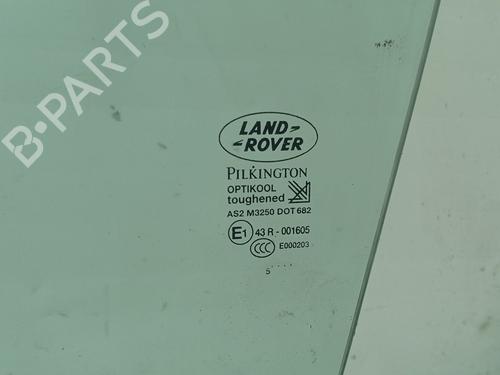 B-PARTS
LAND
ROVER
PILKINGTON
OPTIKOOL
toughened
AS2 M3250 DOT 682
E1 43 R - 001605
CCC E000203
5